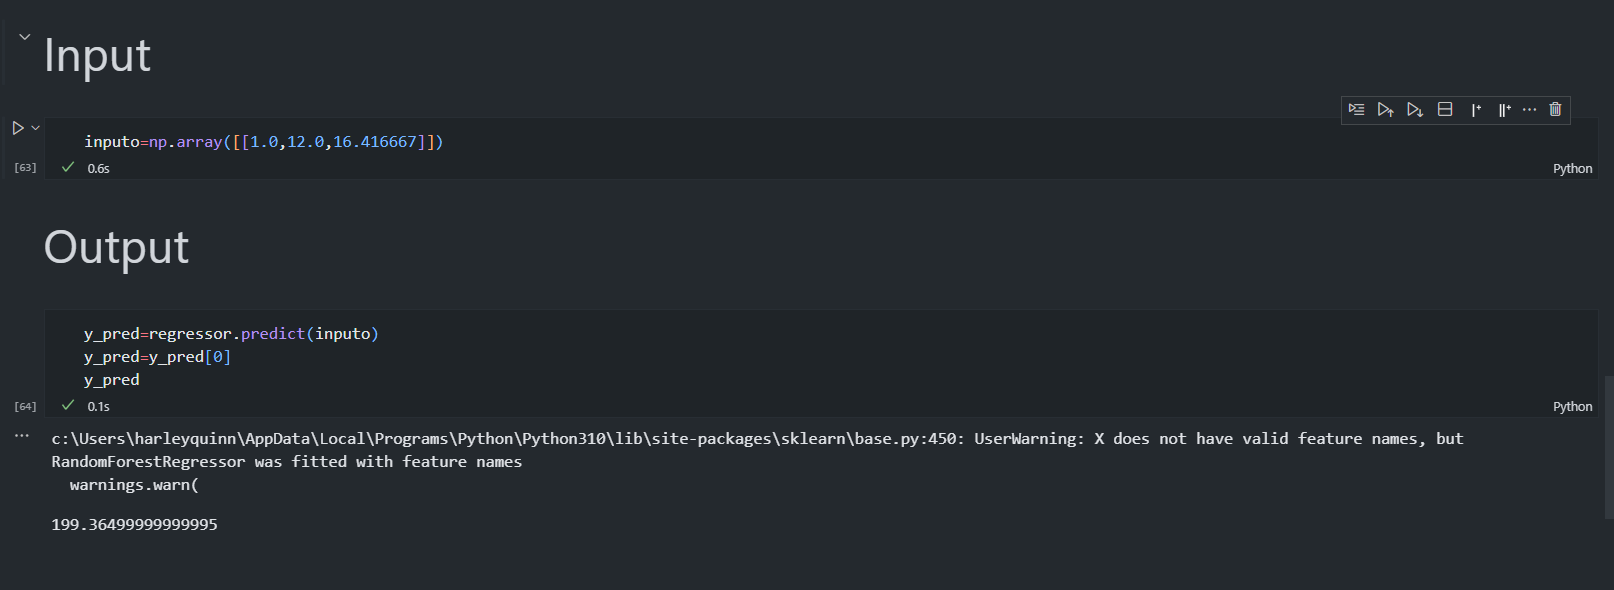 Input
inputo=np.array([[1.0,12.0,16.416667]])
[63]
0.6s
Python
Output
y_pred=regressor.predict(inputo)
y_pred=y_pred[0]
y_pred
[64]
0.1s
Python
c:\Users\harleyquinn\AppData\Local\Programs\Python\Python310\lib\site-packages\sklearn\base.py:450: UserWarning: X does not have valid feature names, but
RandomForestRegressor was fitted with feature names
  warnings.warn(
199.36499999999995